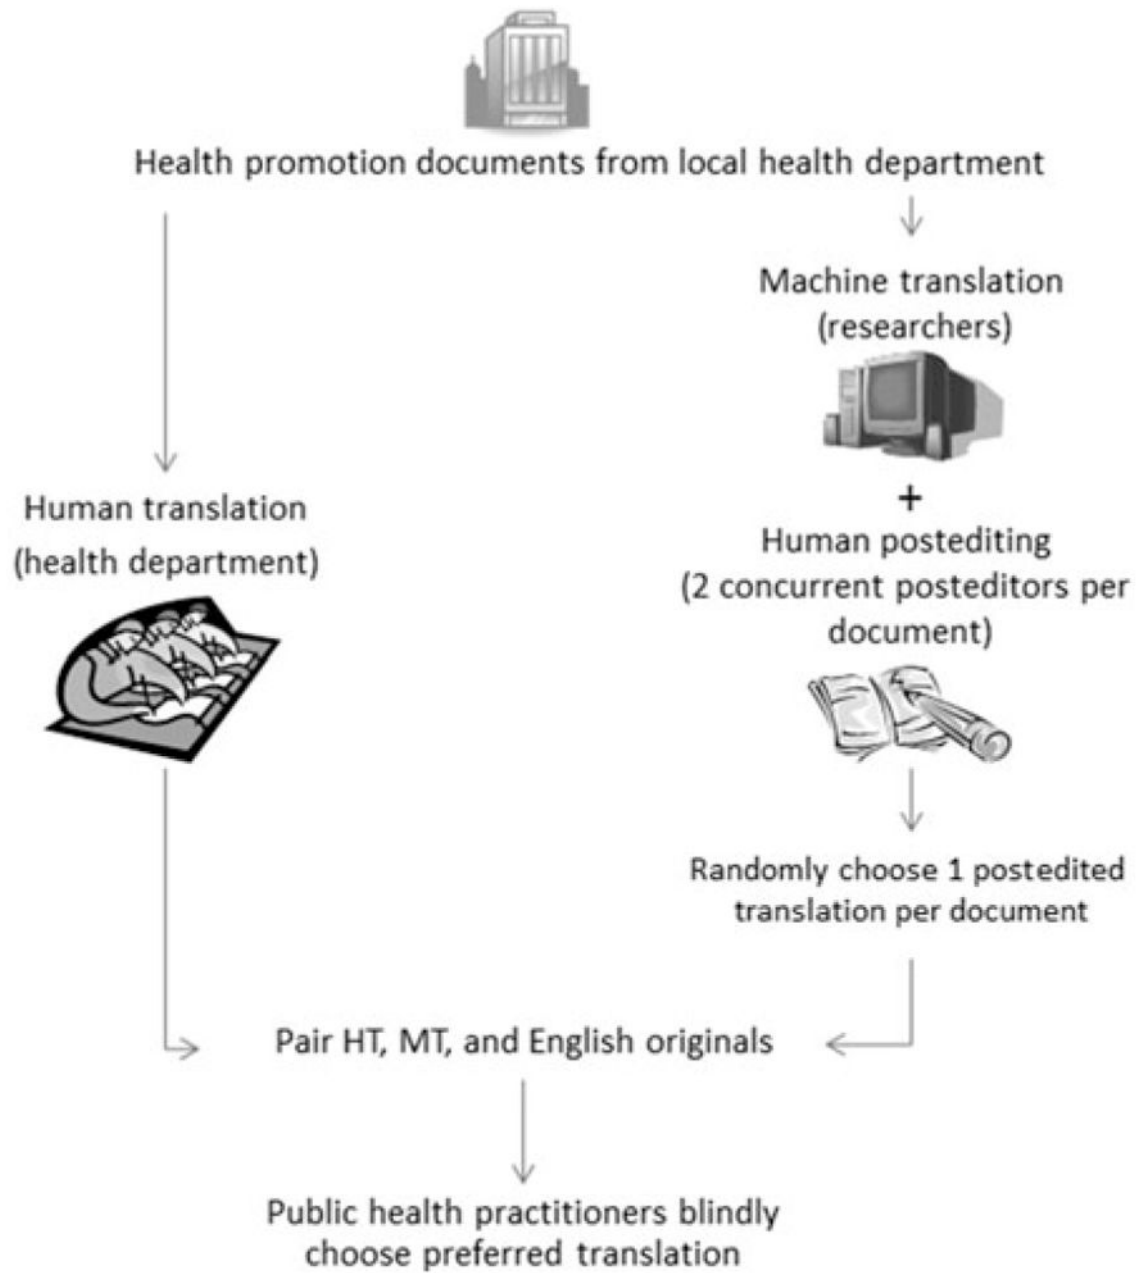 Health promotion documents from local health department
Machine translation
(researchers)
+
Human postediting
(2 concurrent posteditors per
document)
Human translation
(health department)
Randomly choose 1 postedited
translation per document
Pair HT, MT, and English originals
Public health practitioners blindly
choose preferred translation